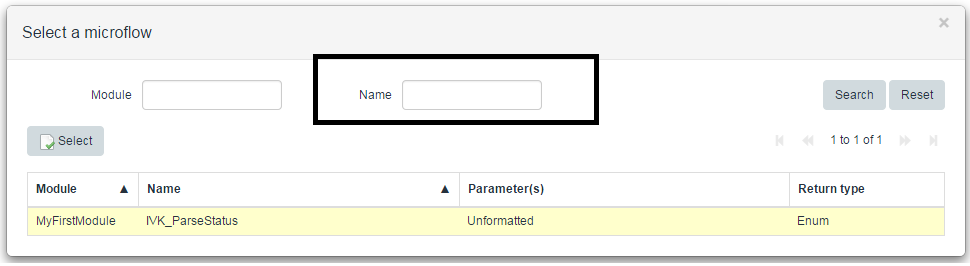 Select a microflow ×
Module Name Search Reset
Select 1 to 1 of 1
Module ▲ Name ▲ Parameter(s) Return type
MyFirstModule IVK_ParseStatus Unformatted Enum